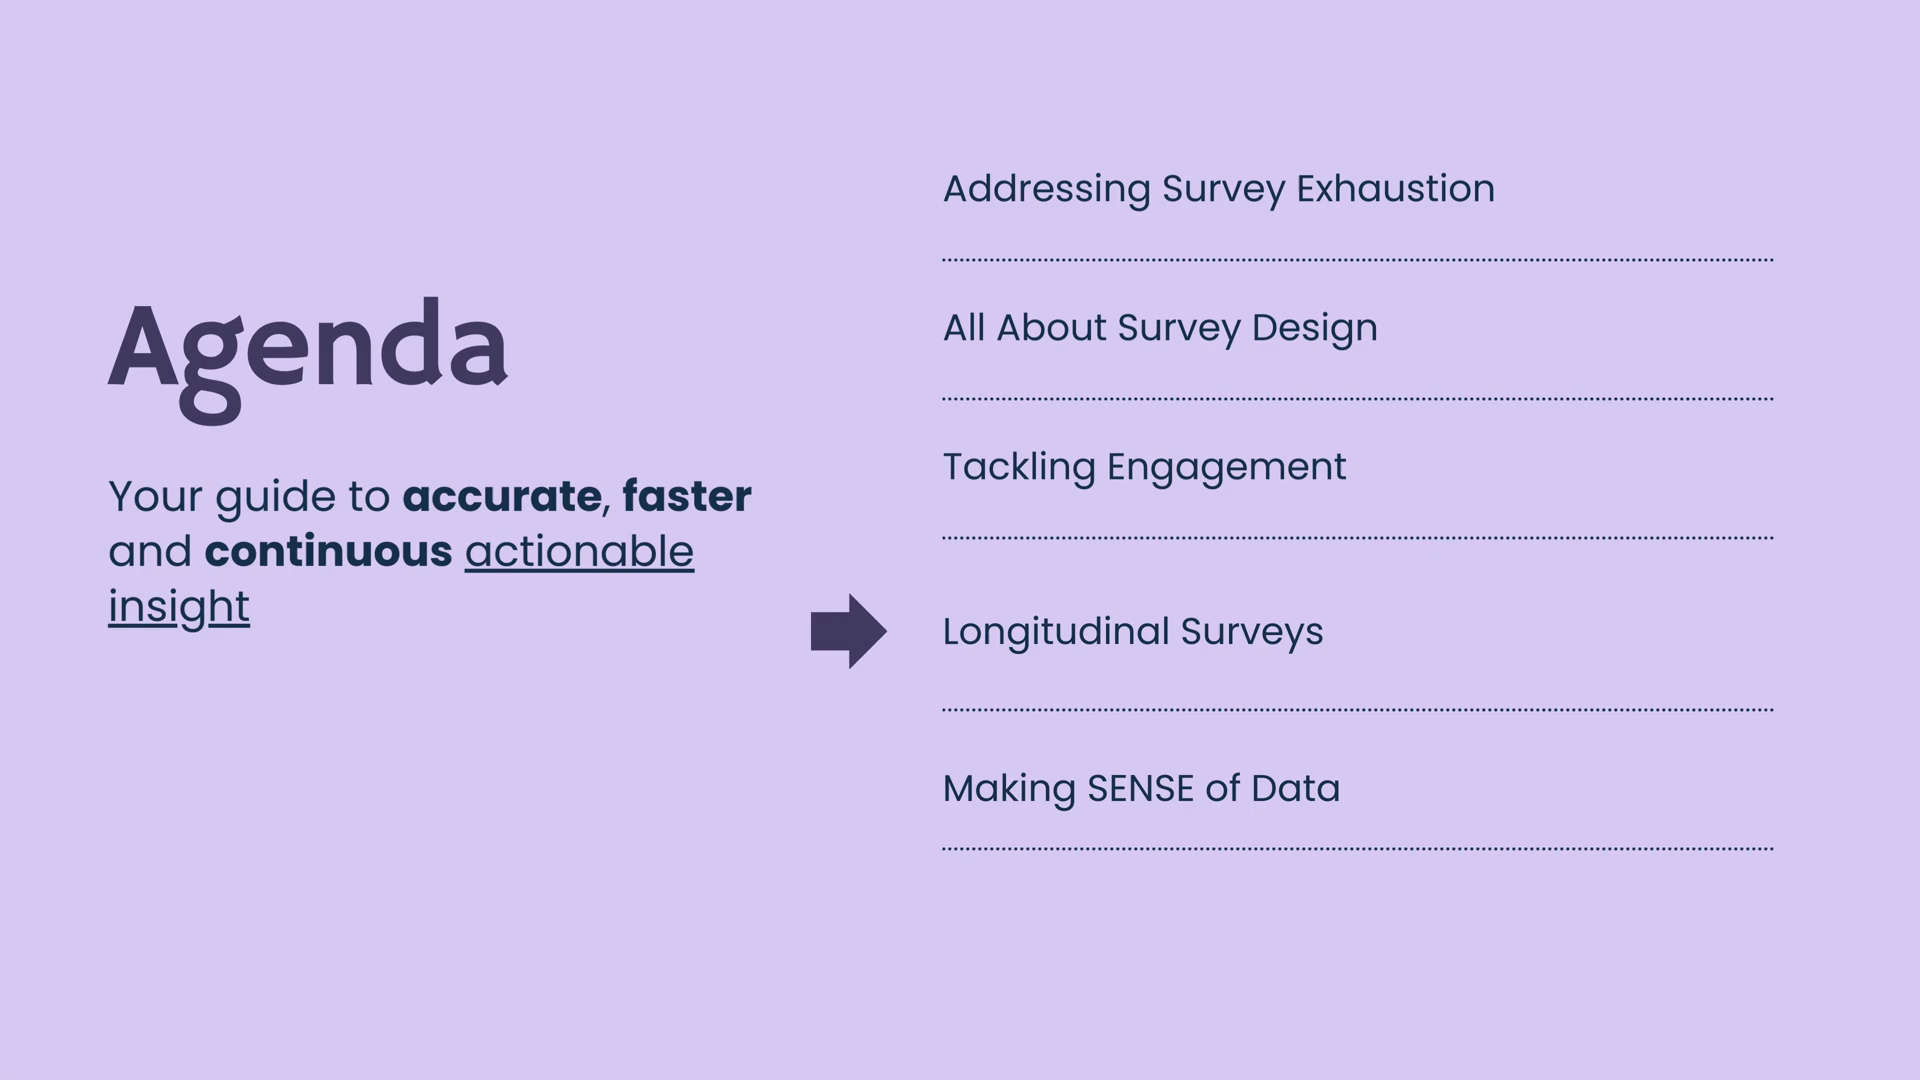 Agenda
Your guide to accurate, faster
and continuous actionable
insight
Addressing Survey Exhaustion
All About Survey Design
Tackling Engagement
Longitudinal Surveys
Making SENSE of Data